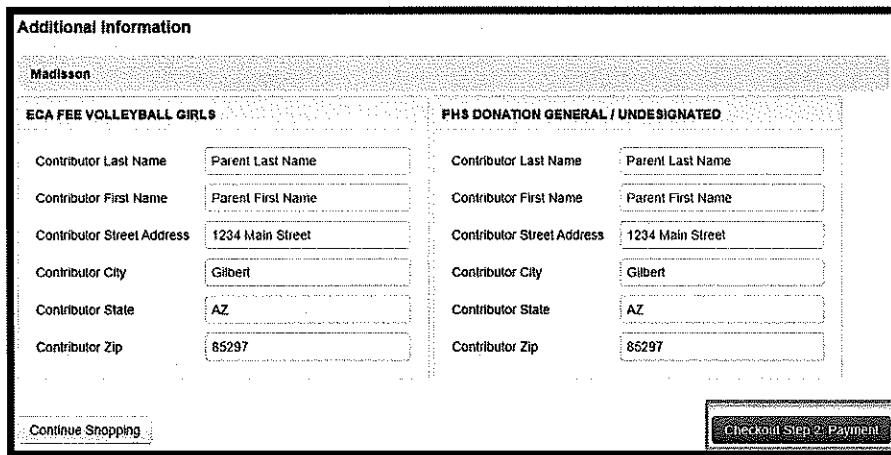 Additional Information
Madisson
ECA FEE VOLLEYBALL GIRLS
Contributor Last Name Parent Last Name
Contributor First Name Parent First Name
Contributor Street Address 1234 Main Street
Contributor City Gilbert
Contributor State AZ
Contributor Zip 85297
PHS DONATION GENERAL / UNDESIGNATED
Contributor Last Name Parent Last Name
Contributor First Name Parent First Name
Contributor Street Address 1234 Main Street
Contributor City Gilbert
Contributor State AZ
Contributor Zip 85297
Continue Shopping
Checkout Step 2: Payment